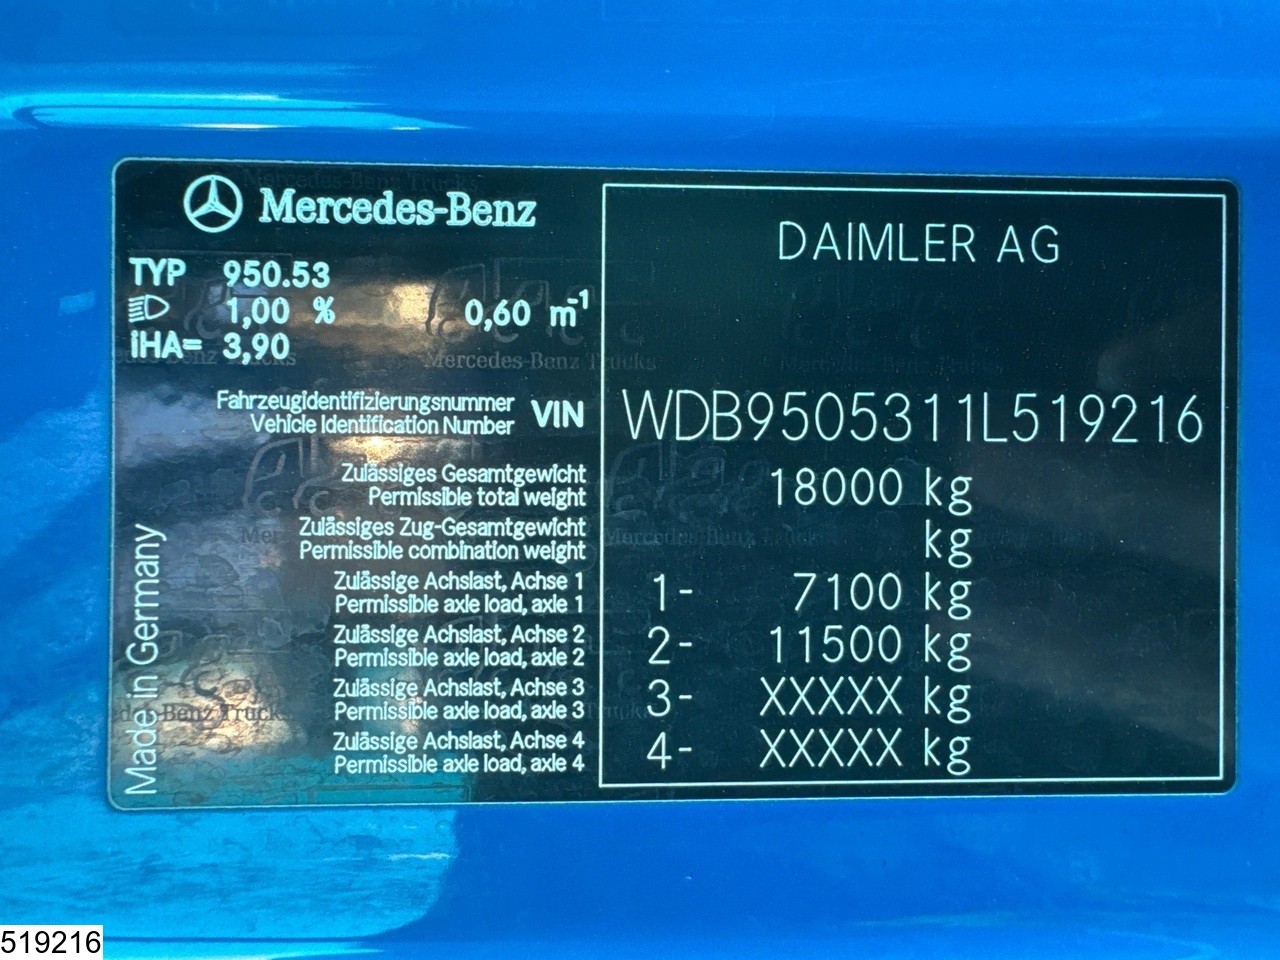 Mercedes-Benz
DAIMLER AG
TYP 950.53
1,00 % 0,60 m⁻¹
iHA= 3,90
Fahrzeugidentifizierungsnummer
Vehicle Identification Number
VIN WDB9505311L519216
Zulässiges Gesamtgewicht
Permissible total weight
18000 kg
Zulässiges Zug-Gesamtgewicht
Permissible combination weight
kg
Zulässige Achslast, Achse 1
Permissible axle load, axle 1
1- 7100 kg
Zulässige Achslast, Achse 2
Permissible axle load, axle 2
2- 11500 kg
Zulässige Achslast, Achse 3
Permissible axle load, axle 3
3- XXXXX kg
Zulässige Achslast, Achse 4
Permissible axle load, axle 4
4- XXXXX kg
Made in Germany
Mercedes-Benz Trucks
519216